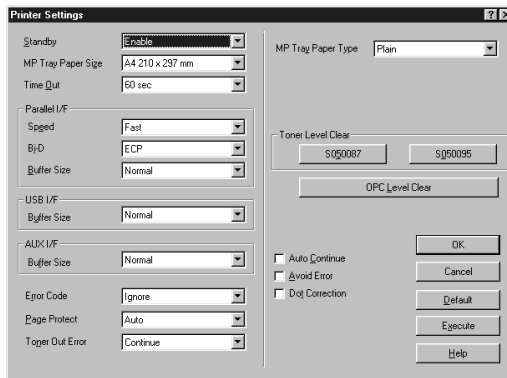 Printer Settings
Standby Enable
MP Tray Paper Size A4 210 x 297 mm
Time Out 60 sec
Parallel I/F
Speed Fast
Bi-D ECP
Buffer Size Normal
USB I/F
Buffer Size Normal
AUX I/F
Buffer Size Normal
Error Code Ignore
Page Protect Auto
Toner Out Error Continue
MP Tray Paper Type Plain
Toner Level Clear
S050087 S050095
OPC Level Clear
Auto Continue
Avoid Error
Dot Correction
OK
Cancel
Default
Execute
Help